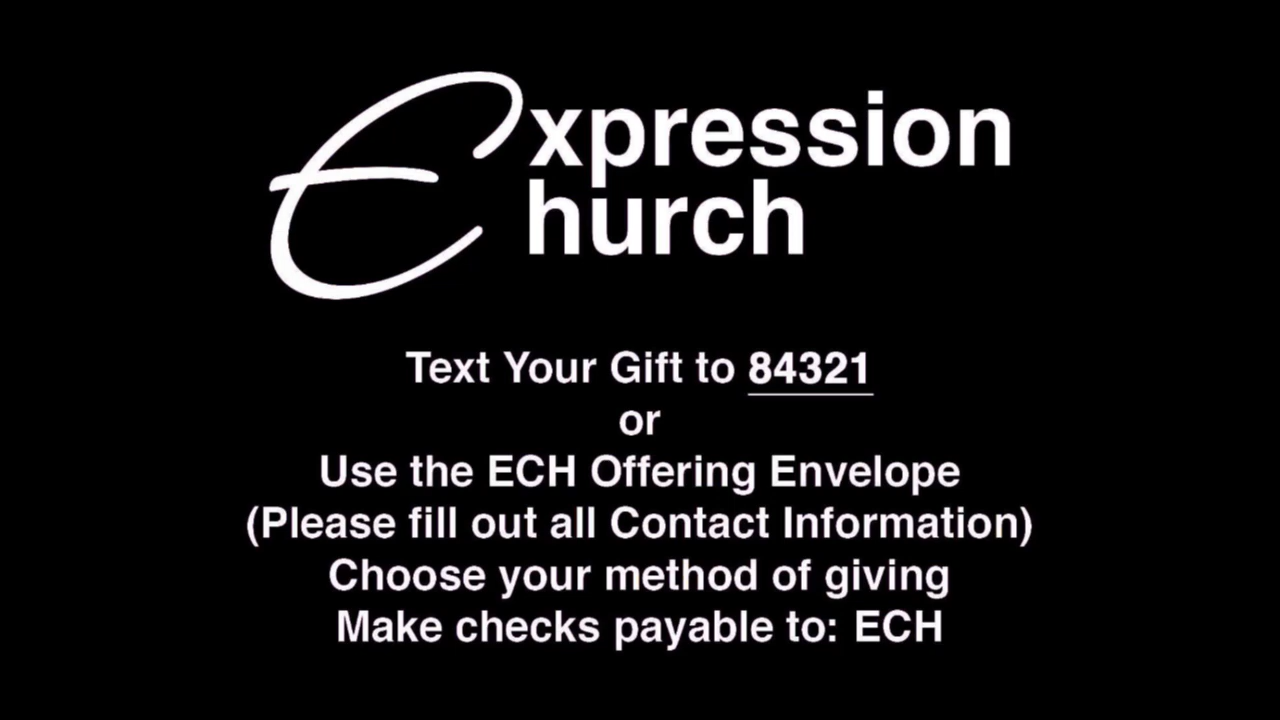 Expression
Church
Text Your Gift to 84321
or
Use the ECH Offering Envelope
(Please fill out all Contact Information)
Choose your method of giving
Make checks payable to: ECH